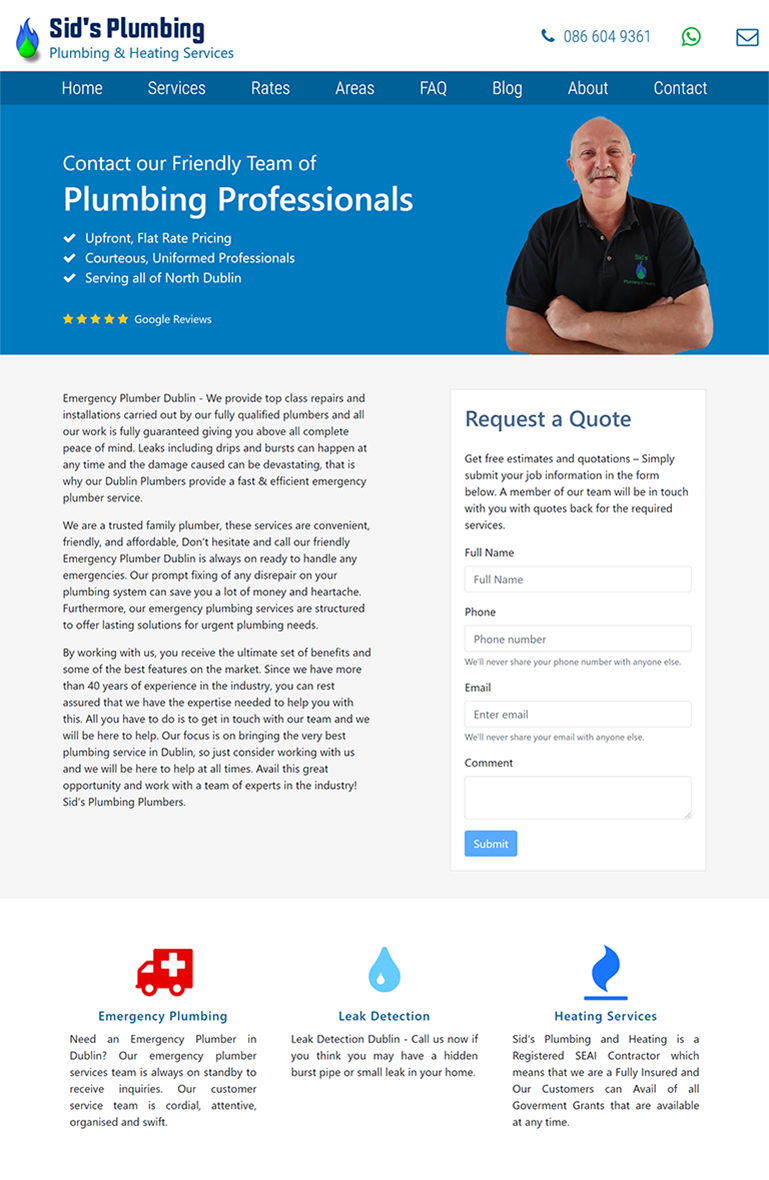 Sid's Plumbing
Plumbing & Heating Services
086 604 9361
Home Services Rates Areas FAQ Blog About Contact
Contact our Friendly Team of
Plumbing Professionals
Upfront, Flat Rate Pricing
Courteous, Uniformed Professionals
Serving all of North Dublin
Google Reviews
Sid's
Emergency Plumber Dublin - We provide top class repairs and
installations carried out by our fully qualified plumbers and all
our work is fully guaranteed giving you above all complete
peace of mind. Leaks including drips and bursts can happen at
any time and the damage caused can be devastating, that is
why our Dublin Plumbers provide a fast & efficient emergency
plumber service.
We are a trusted family plumber, these services are convenient,
friendly, and affordable, Don't hesitate and call our friendly
Emergency Plumber Dublin is always on ready to handle any
emergencies. Our prompt fixing of any disrepair on your
plumbing system can save you a lot of money and heartache.
Furthermore, our emergency plumbing services are structured
to offer lasting solutions for urgent plumbing needs.
By working with us, you receive the ultimate set of benefits and
some of the best features on the market. Since we have more
than 40 years of experience in the industry, you can rest
assured that we have the expertise needed to help you with
this. All you have to do is to get in touch with our team and we
will be here to help. Our focus is on bringing the very best
plumbing service in Dublin, so just consider working with us
and we will be here to help at all times. Avail this great
opportunity and work with a team of experts in the industry!
Sid's Plumbing Plumbers.
Request a Quote
Get free estimates and quotations – Simply
submit your job information in the form
below. A member of our team will be in touch
with you with quotes back for the required
services.
Full Name
Full Name
Phone
Phone number
We'll never share your phone number with anyone else.
Email
Enter email
We'll never share your email with anyone else.
Comment
Submit
Emergency Plumbing
Need an Emergency Plumber in
Dublin? Our emergency plumber
services team is always on standby to
receive inquiries. Our customer
service team is cordial, attentive,
organised and swift.
Leak Detection
Leak Detection Dublin - Call us now if
you think you may have a hidden
burst pipe or small leak in your home.
Heating Services
Sid's Plumbing and Heating is a
Registered SEAI Contractor which
means that we are a Fully Insured and
Our Customers can Avail of all
Goverment Grants that are available
at any time.